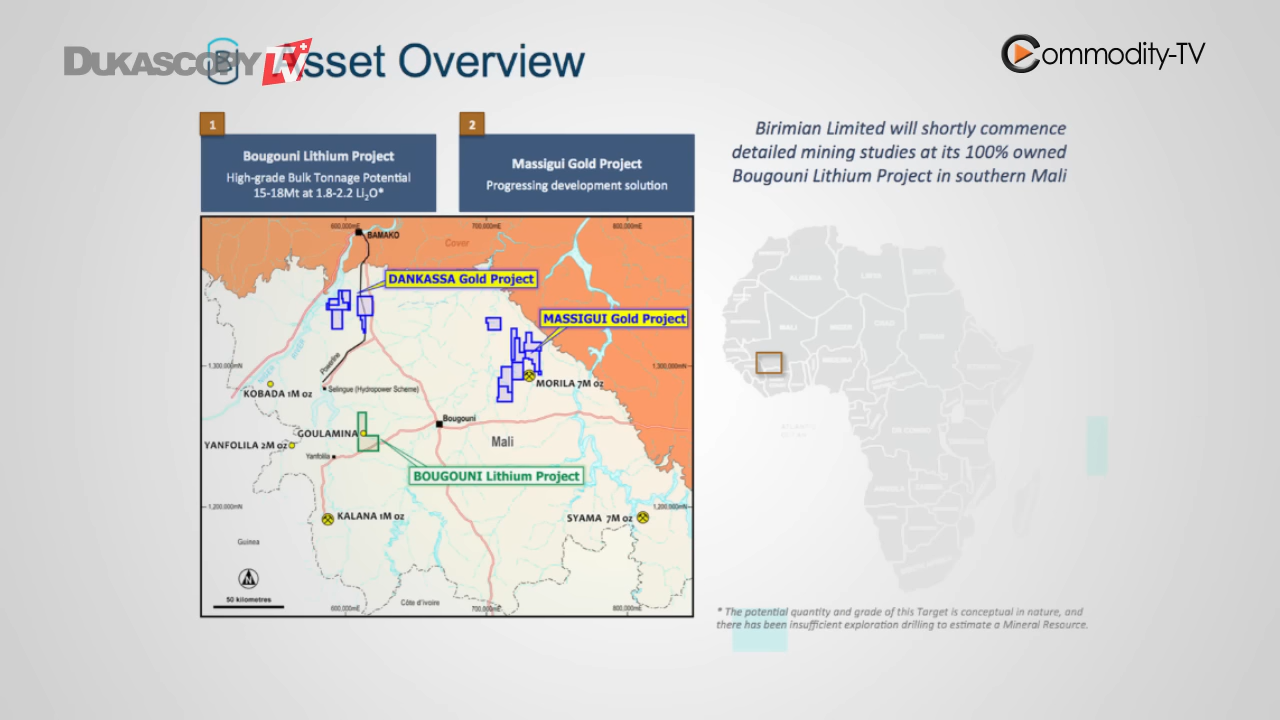 DUKASCOPY TV
Asset Overview
Commodity-TV
1
Bougouni Lithium Project
High-grade Bulk Tonnage Potential
15-18Mt at 1.8-2.2 Li₂O*
2
Massigui Gold Project
Progressing development solution
Birimian Limited will shortly commence
detailed mining studies at its 100% owned
Bougouni Lithium Project in southern Mali
600,000mE
700,000mE
800,000mE
BAMAKO
Cover
DANKASSA Gold Project
MASSIGUI Gold Project
1,300,000mN
1,300,000mN
Powerline
Selingue (Hydropower Scheme)
MORILA 7M oz
KOBADA 1M oz
Bougouni
GOULAMINA
YANFOLILA 2M oz
Yanfolila
Mali
BOUGOUNI Lithium Project
1,200,000mN
1,200,000mN
KALANA 1M oz
SYAMA 7M oz
Guinea
N
50 kilometres
600,000mE
Côte d'ivoire
700,000mE
800,000mE
ALGERIA
MALI
NIGER
CHAD
* The potential quantity and grade of this Target is conceptual in nature, and
there has been insufficient exploration drilling to estimate a Mineral Resource.